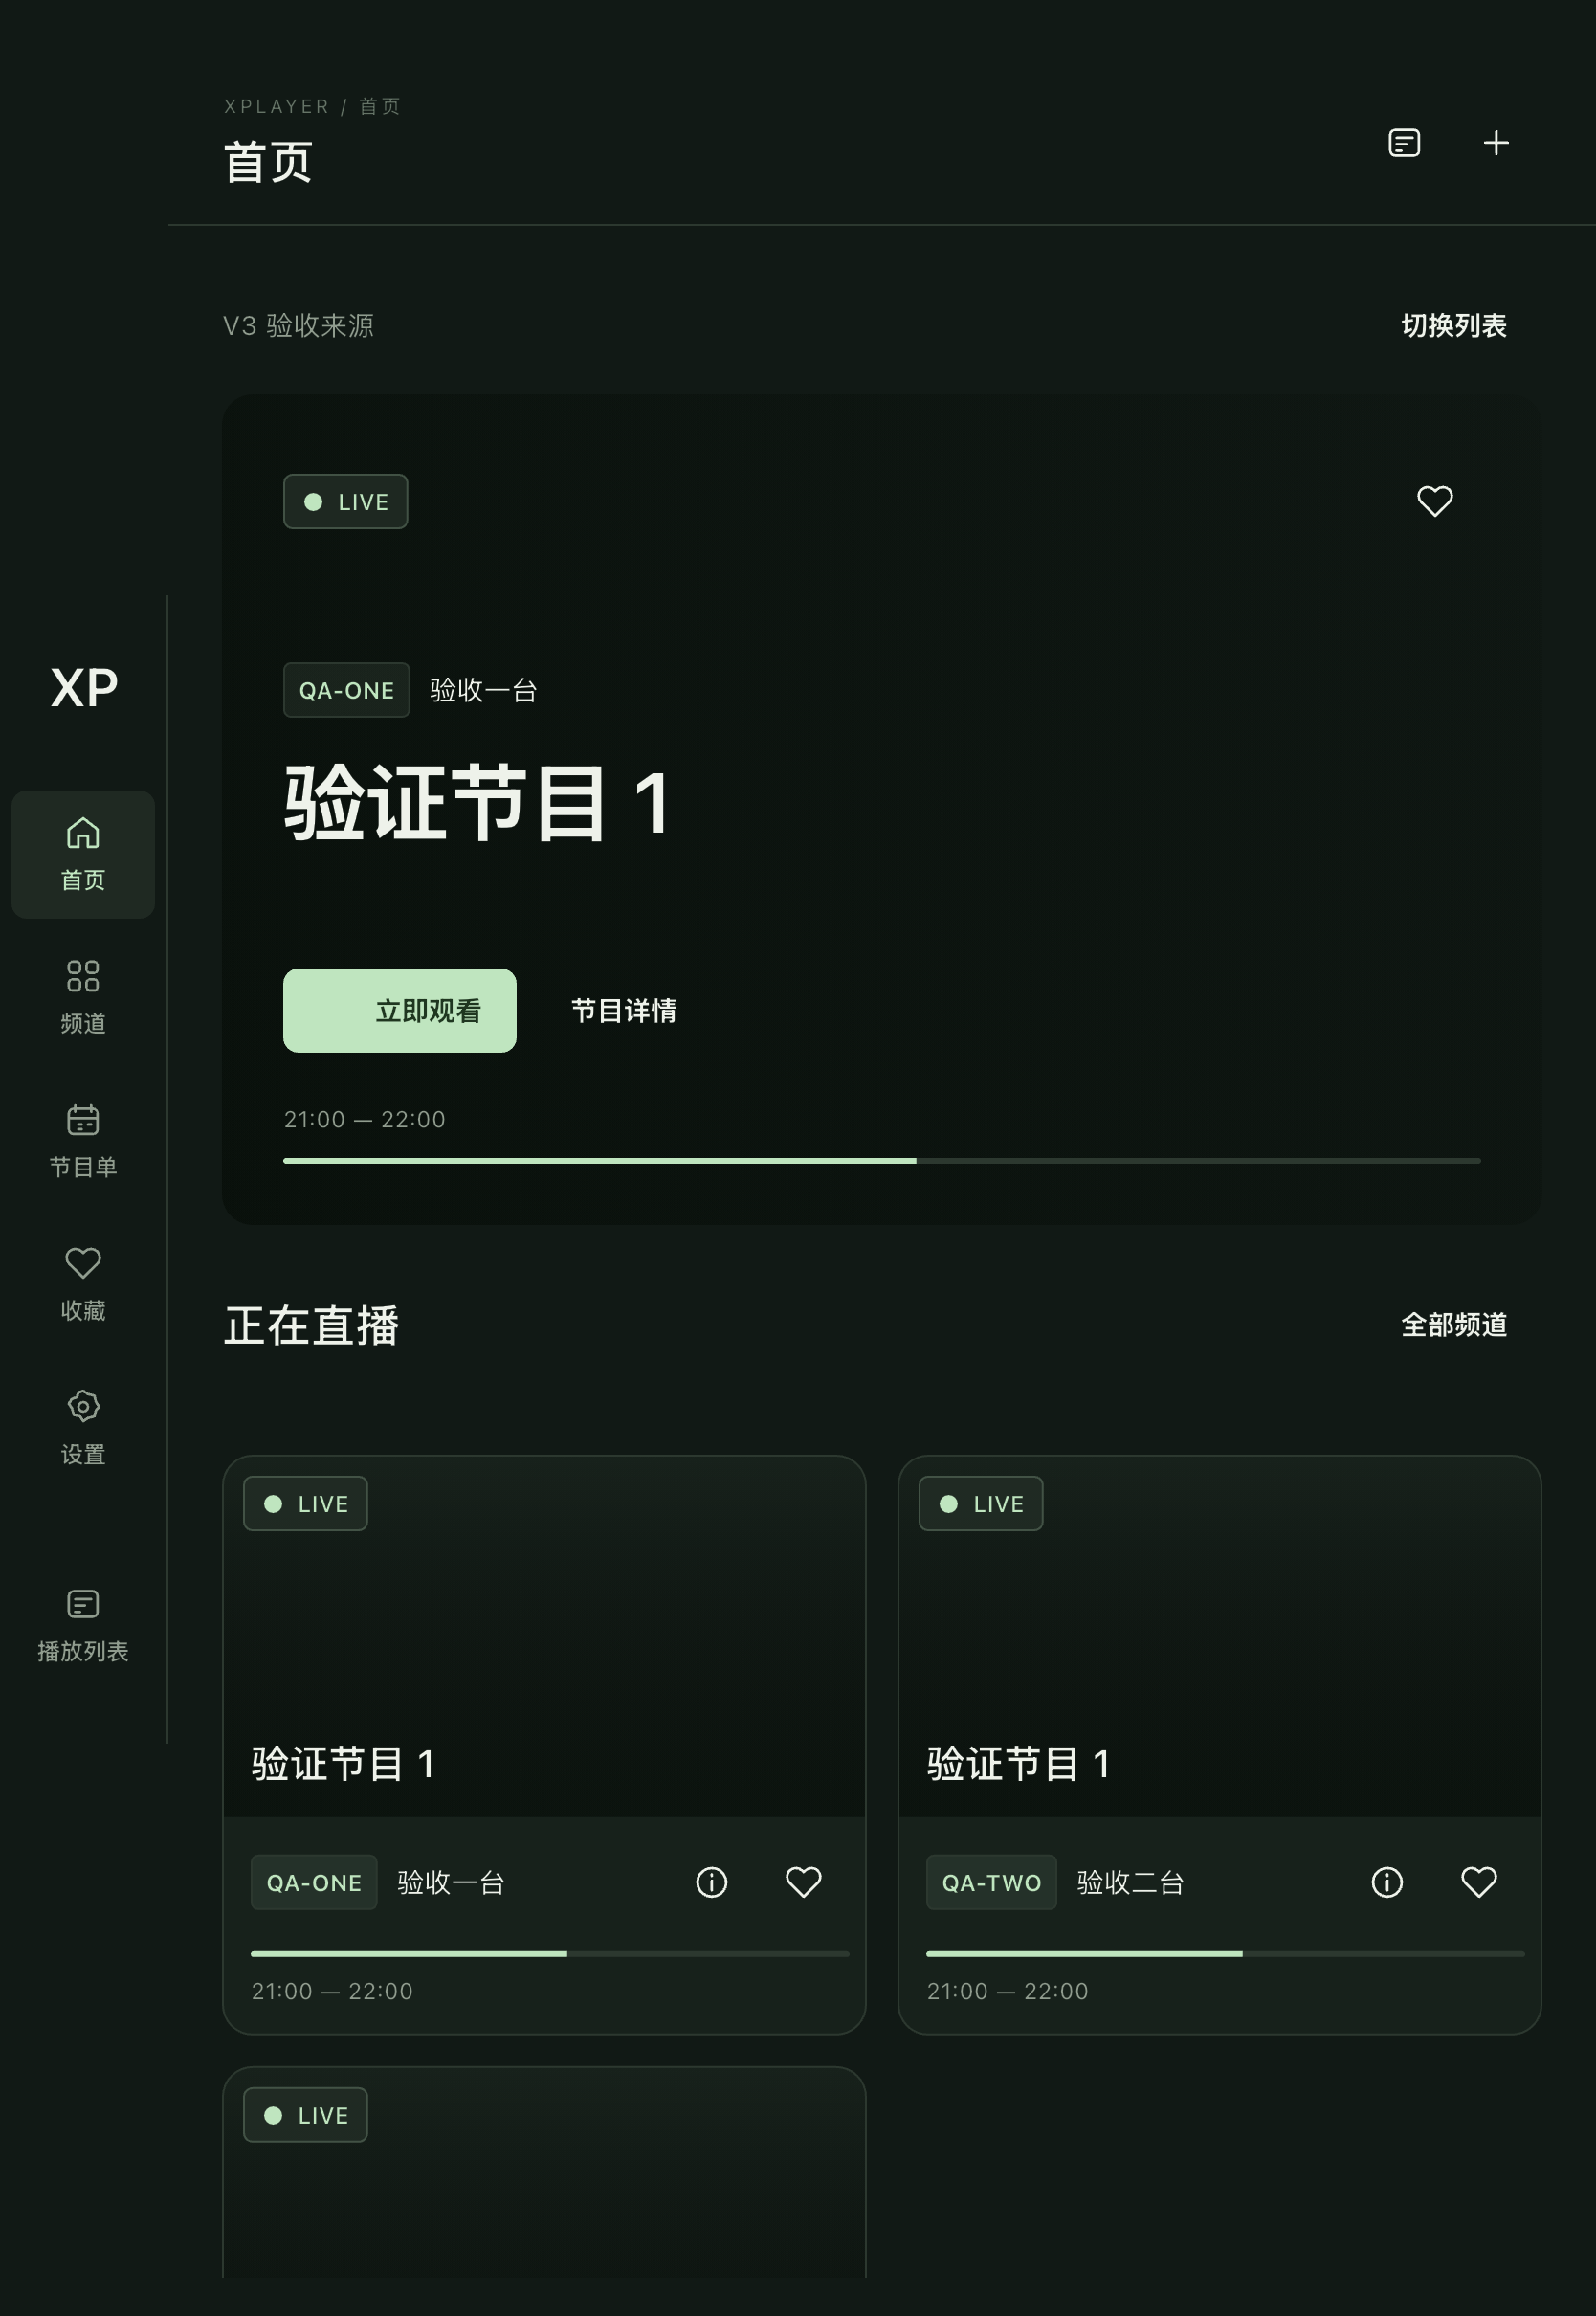 XPLAYER / 首页
首页
V3 验收来源
切换列表
LIVE
QA-ONE 验收一台
验证节目 1
立即观看
节目详情
21:00 — 22:00
XP
首页
频道
节目单
收藏
设置
播放列表
正在直播
全部频道
LIVE
验证节目 1
QA-ONE 验收一台
21:00 — 22:00
LIVE
验证节目 1
QA-TWO 验收二台
21:00 — 22:00
LIVE